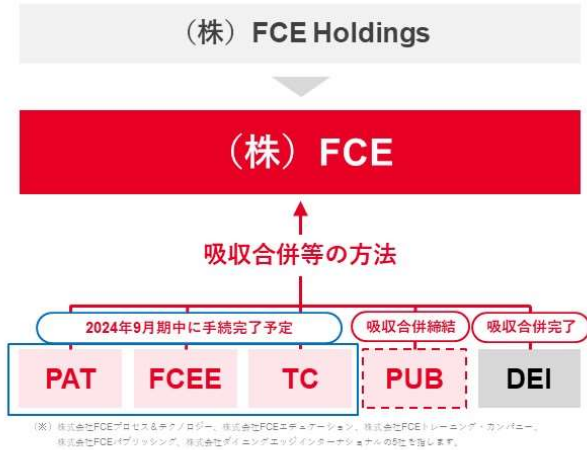 （株）FCE Holdings
（株）FCE
吸収合併等の方法
2024年9月期中に手続完了予定
吸収合併締結
吸収合併完了
PAT
FCEE
TC
PUB
DEI
（※）株式会社FCEプロセス&テクノロジー、株式会社FCEエデュケーション、株式会社FCEトレーニング・カンパニー、
株式会社FCEパブリッシング、株式会社ダイニングエッジインターナショナルの5社を指します。